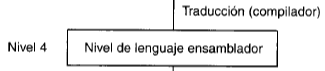 Traducción (compilador)
Nivel 4
Nivel de lenguaje ensamblador